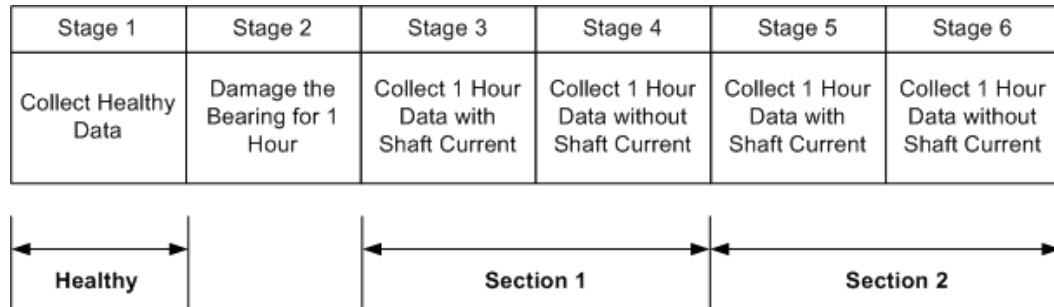 Stage 1
Stage 2
Stage 3
Stage 4
Stage 5
Stage 6
Collect Healthy
Data
Damage the
Bearing for 1
Hour
Collect 1 Hour
Data with
Shaft Current
Collect 1 Hour
Data without
Shaft Current
Collect 1 Hour
Data with
Shaft Current
Collect 1 Hour
Data without
Shaft Current
Healthy
Section 1
Section 2